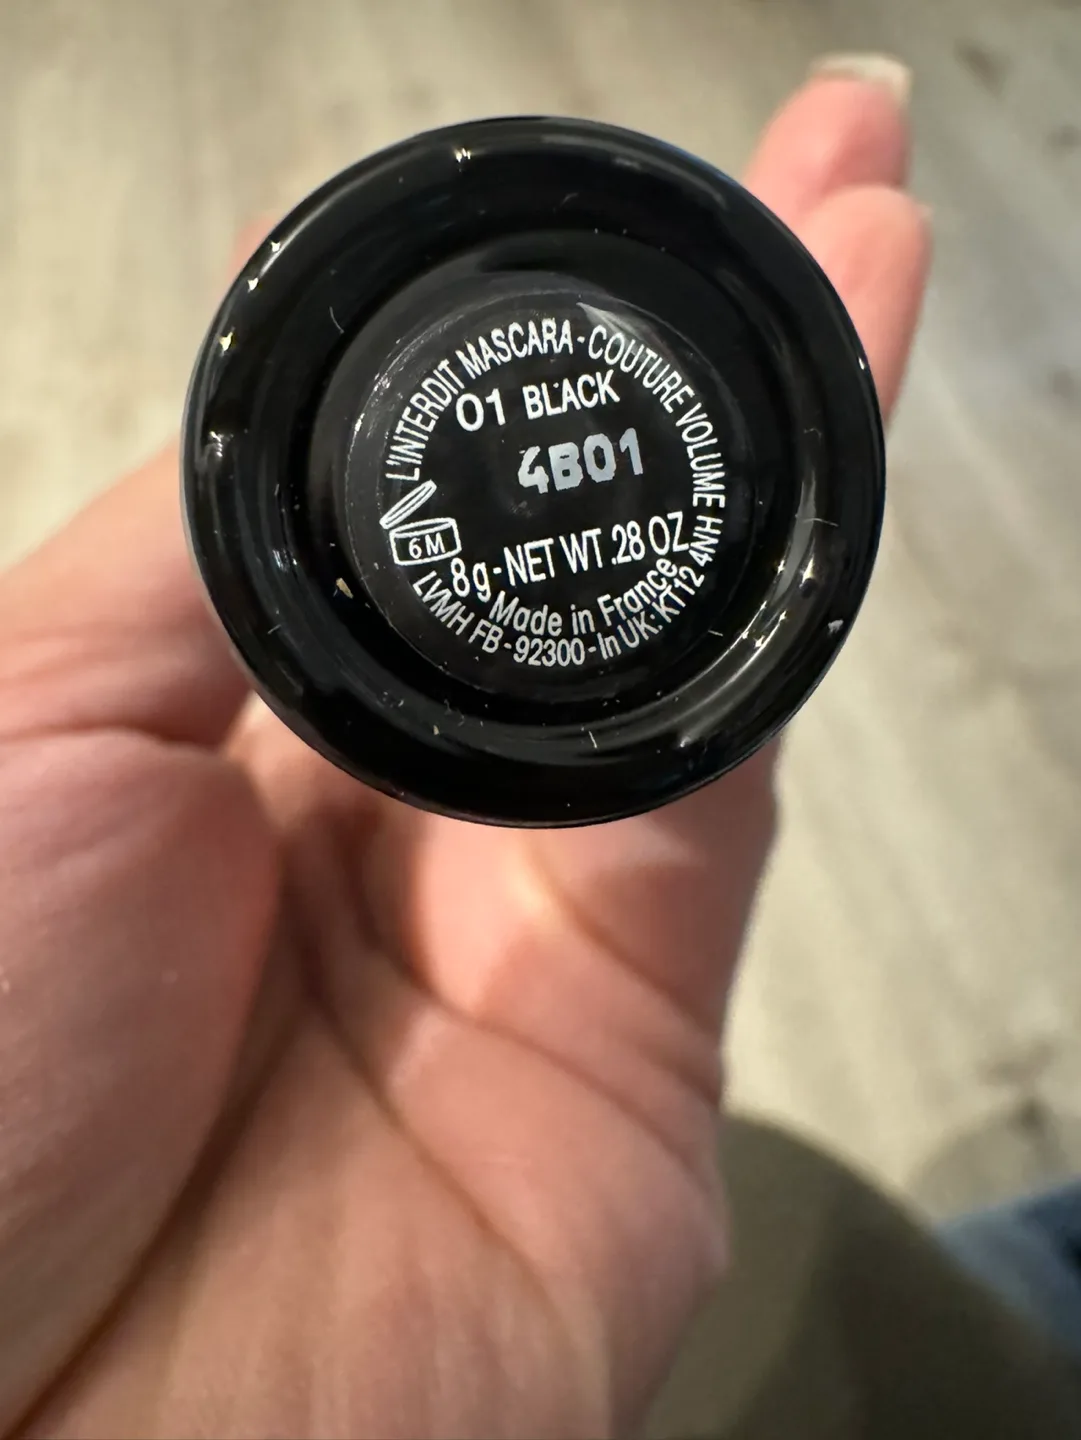 L'INTERDIT MASCARA - COUTURE VOLUME
01 BLACK
4B01
6M
8g - NET WT .28 OZ.
Made in France
LVMH FB - 92300 - In UK: KT12 4NH